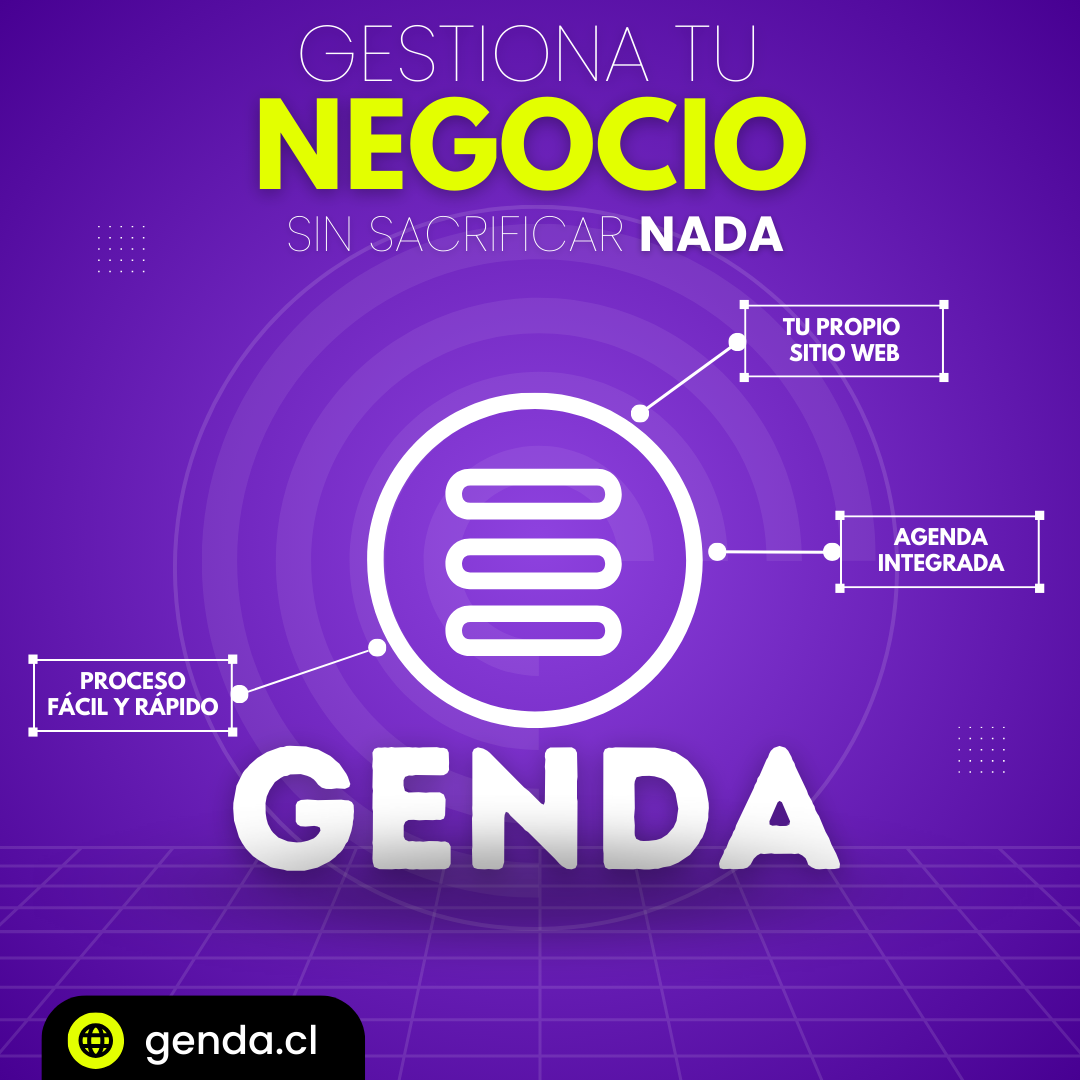 GESTIONA TU
NEGOCIO
SIN SACRIFICAR NADA
TU PROPIO
SITIO WEB
AGENDA
INTEGRADA
PROCESO
FÁCIL Y RÁPIDO
GENDA
genda.cl